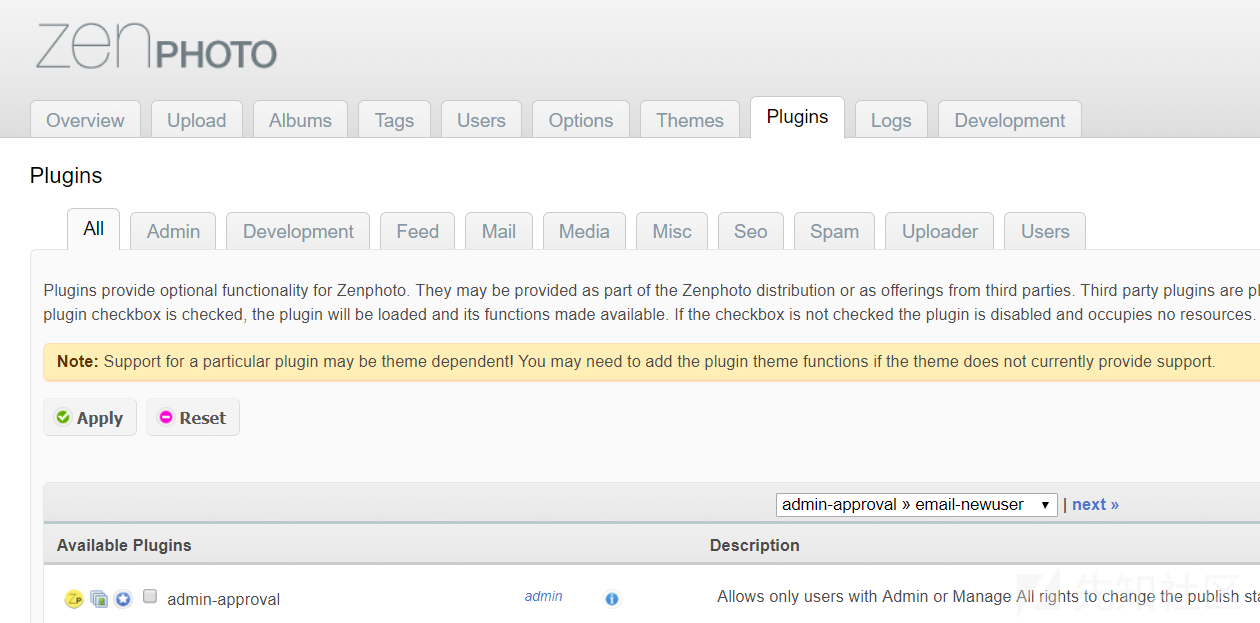 zenPHOTO
Overview Upload Albums Tags Users Options Themes Plugins Logs Development
Plugins
All Admin Development Feed Mail Media Misc Seo Spam Uploader Users
Plugins provide optional functionality for Zenphoto. They may be provided as part of the Zenphoto distribution or as offerings from third parties. Third party plugins are
plugin checkbox is checked, the plugin will be loaded and its functions made available. If the checkbox is not checked the plugin is disabled and occupies no resources.
Note: Support for a particular plugin may be theme dependent! You may need to add the plugin theme functions if the theme does not currently provide support.
Apply Reset
admin-approval » email-newuser | next »
Available Plugins Description
admin-approval admin Allows only users with Admin or Manage All rights to change the publish
先知社区